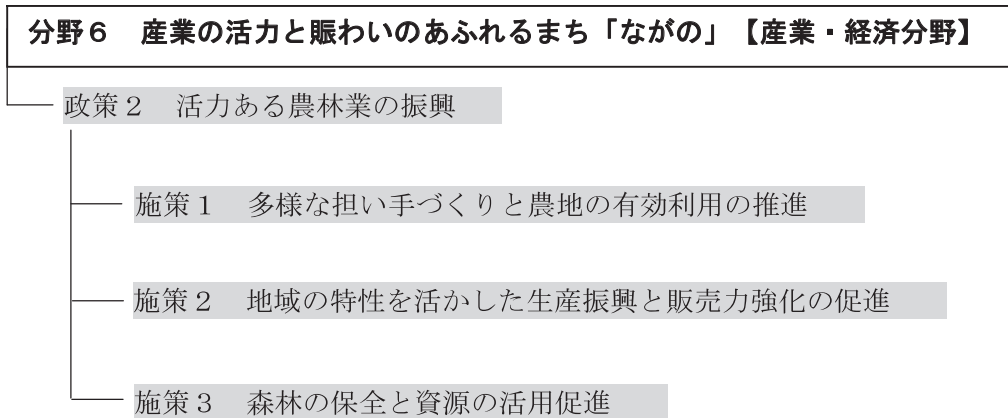 分野６　産業の活力と賑わいのあふれるまち「ながの」【産業・経済分野】
政策２　活力ある農林業の振興
施策１　多様な担い手づくりと農地の有効利用の推進
施策２　地域の特性を活かした生産振興と販売力強化の促進
施策３　森林の保全と資源の活用促進